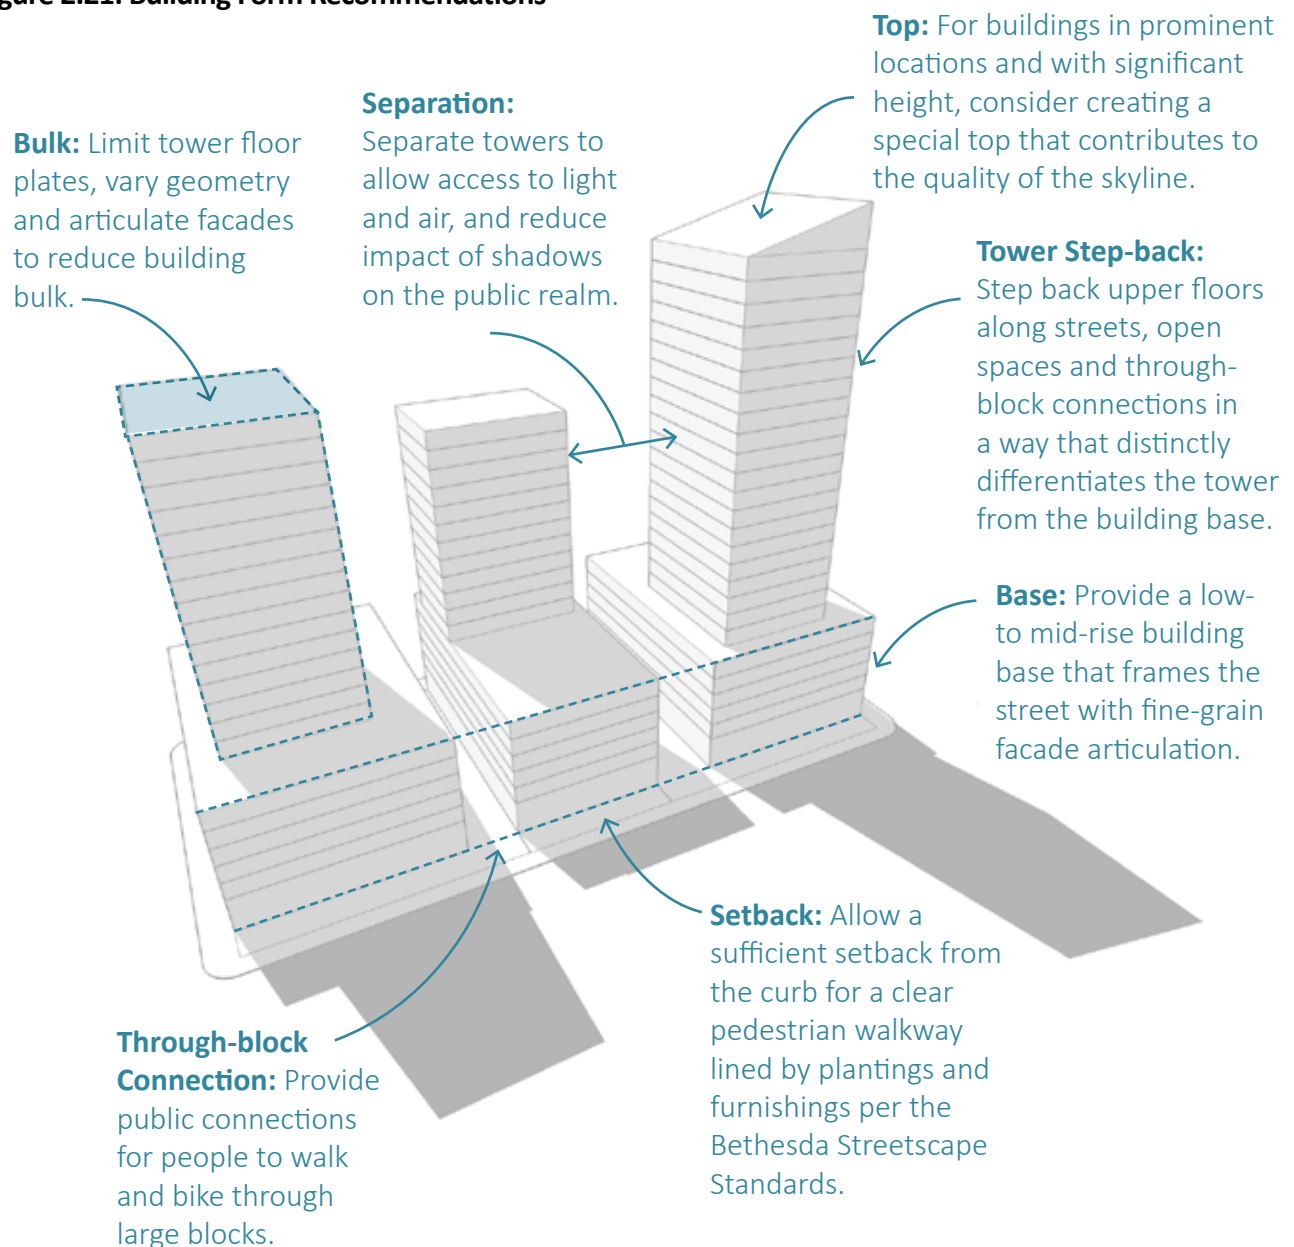 gure 2.21: Building Form Recommendations
Top: For buildings in prominent
locations and with significant
height, consider creating a
special top that contributes to
the quality of the skyline.
Separation:
Separate towers to
allow access to light
and air, and reduce
impact of shadows
on the public realm.
Bulk: Limit tower floor
plates, vary geometry
and articulate facades
to reduce building
bulk.
Tower Step-back:
Step back upper floors
along streets, open
spaces and through-
block connections in
a way that distinctly
differentiates the tower
from the building base.
Base: Provide a low-
to mid-rise building
base that frames the
street with fine-grain
facade articulation.
Setback: Allow a
sufficient setback from
the curb for a clear
pedestrian walkway
lined by plantings and
furnishings per the
Bethesda Streetscape
Standards.
Through-block
Connection: Provide
public connections
for people to walk
and bike through
large blocks.